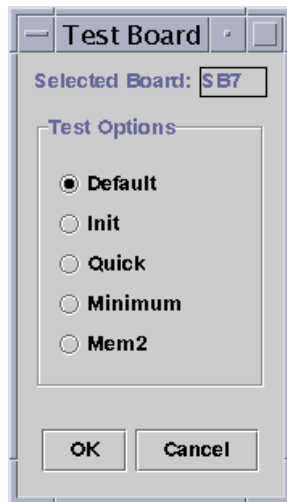 Test Board
Selected Board: SB7
Test Options
Default
Init
Quick
Minimum
Mem2
OK Cancel